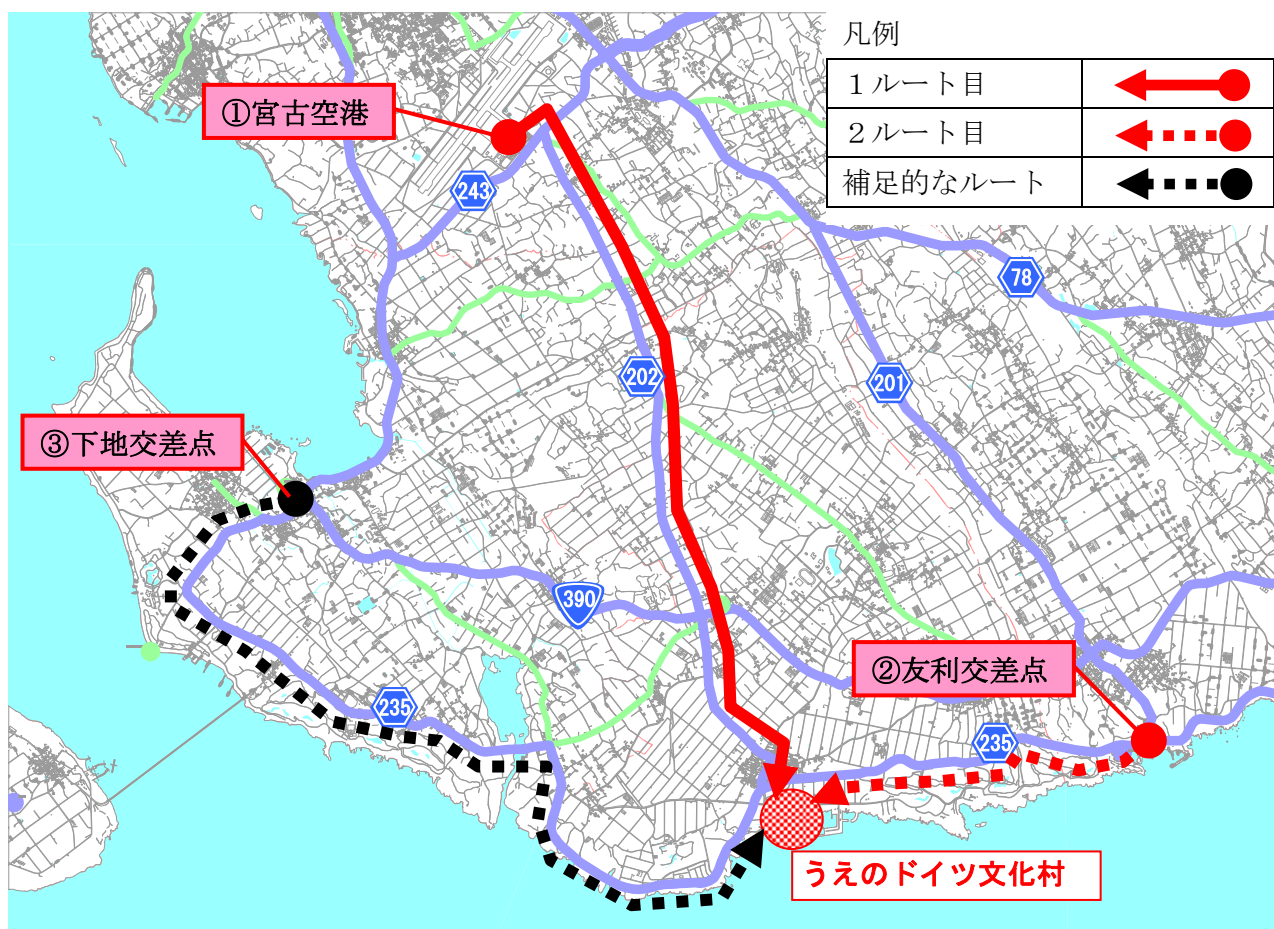 凡例
１ルート目
２ルート目
補足的なルート
①宮古空港
243
78
202
201
③下地交差点
390
②友利交差点
235
235
うえのドイツ文化村